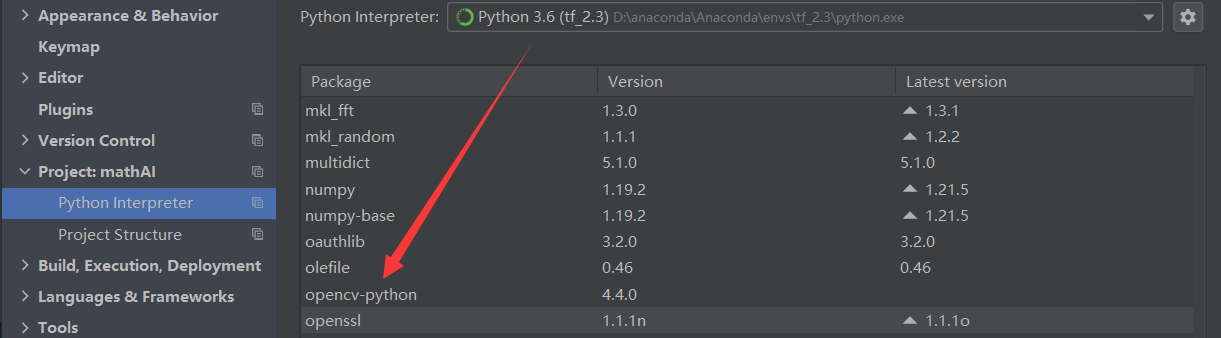 Appearance & Behavior
Keymap
Editor
Plugins
Version Control
Project: mathAI
Python Interpreter
Project Structure
Build, Execution, Deployment
Languages & Frameworks
Tools
Python Interpreter: Python 3.6 (tf_2.3) D:\anaconda\Anaconda\envs\tf_2.3\python.exe
Package Version Latest version
mkl_fft 1.3.0 1.3.1
mkl_random 1.1.1 1.2.2
multidict 5.1.0 5.1.0
numpy 1.19.2 1.21.5
numpy-base 1.19.2 1.21.5
oauthlib 3.2.0 3.2.0
olefile 0.46 0.46
opencv-python 4.4.0
openssl 1.1.1n 1.1.1o